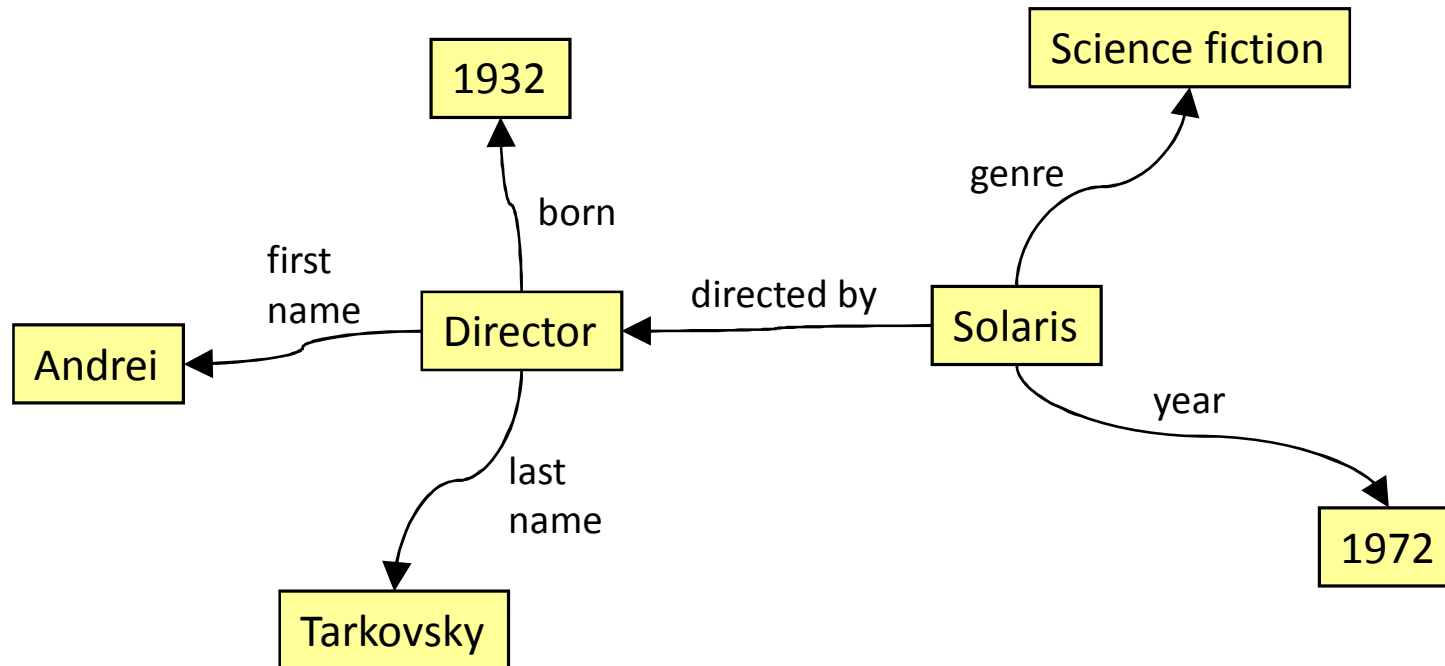 Science fiction
1932
genre
born
first
name
directed by
Director
Solaris
Andrei
year
last
name
1972
Tarkovsky